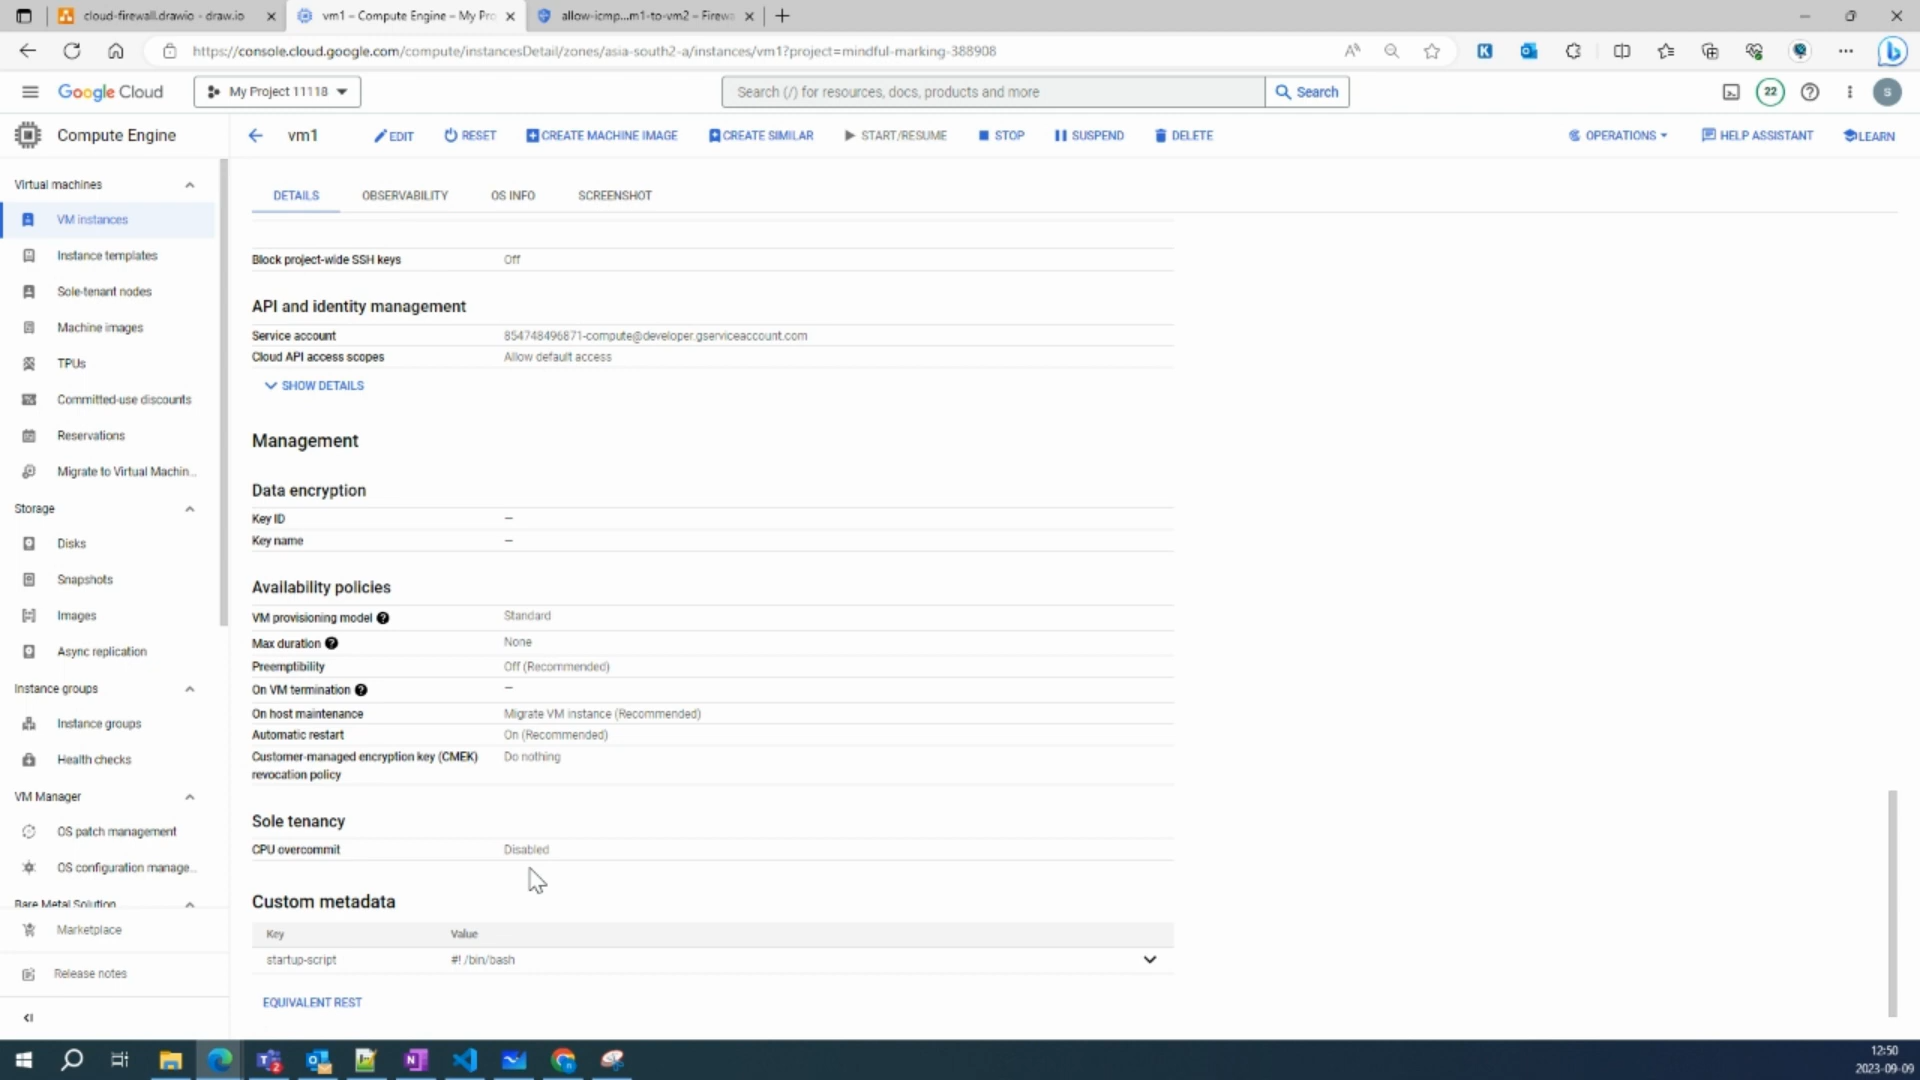 cloud-firewall.drawio - draw.io
vm1 – Compute Engine – My Pro
allow-icmp...m1-to-vm2 – Firew
https://console.cloud.google.com/compute/instancesDetail/zones/asia-south2-a/instances/vm1?project=mindful-marking-388908
Google Cloud
My Project 11118
Search (/) for resources, docs, products and more
Search
22
S
Compute Engine
vm1
EDIT
RESET
CREATE MACHINE IMAGE
CREATE SIMILAR
START/RESUME
STOP
SUSPEND
DELETE
OPERATIONS
HELP ASSISTANT
LEARN
Virtual machines
VM instances
Instance templates
Sole-tenant nodes
Machine images
TPUs
Committed-use discounts
Reservations
Migrate to Virtual Machin...
Storage
Disks
Snapshots
Images
Async replication
Instance groups
Instance groups
Health checks
VM Manager
OS patch management
OS configuration manage...
Bare Metal Solution
Marketplace
Release notes
DETAILS
OBSERVABILITY
OS INFO
SCREENSHOT
Block project-wide SSH keys Off
API and identity management
Service account 854748496871-compute@developer.gserviceaccount.com
Cloud API access scopes Allow default access
SHOW DETAILS
Management
Data encryption
Key ID —
Key name —
Availability policies
VM provisioning model Standard
Max duration None
Preemptibility Off (Recommended)
On VM termination —
On host maintenance Migrate VM instance (Recommended)
Automatic restart On (Recommended)
Customer-managed encryption key (CMEK) Do nothing
revocation policy
Sole tenancy
CPU overcommit Disabled
Custom metadata
Key Value
startup-script #! /bin/bash
EQUIVALENT REST
12:50
2023-09-09